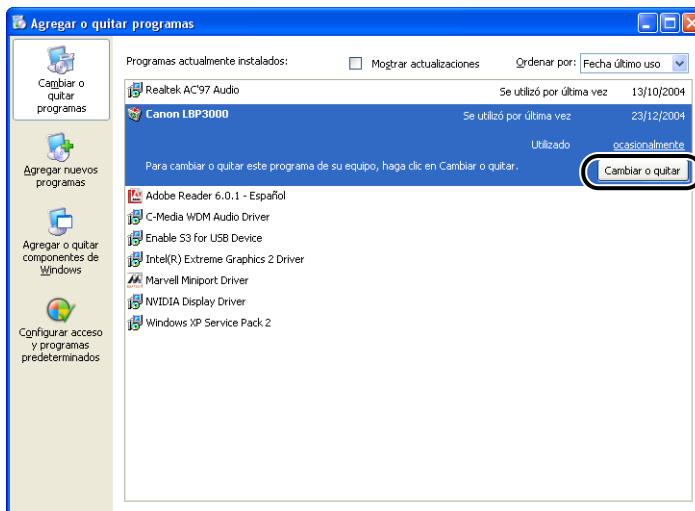 Agregar o quitar programas
Cambiar o
quitar
programas
Agregar nuevos
programas
Agregar o quitar
componentes de
Windows
Configurar acceso
y programas
predeterminados
Programas actualmente instalados:
Mostrar actualizaciones
Ordenar por: Fecha último uso
Realtek AC'97 Audio Se utilizó por última vez 13/10/2004
Canon LBP3000 Se utilizó por última vez 23/12/2004
Utilizado ocasionalmente
Para cambiar o quitar este programa de su equipo, haga clic en Cambiar o quitar. Cambiar o quitar
Adobe Reader 6.0.1 - Español
C-Media WDM Audio Driver
Enable S3 for USB Device
Intel(R) Extreme Graphics 2 Driver
Marvell Miniport Driver
NVIDIA Display Driver
Windows XP Service Pack 2